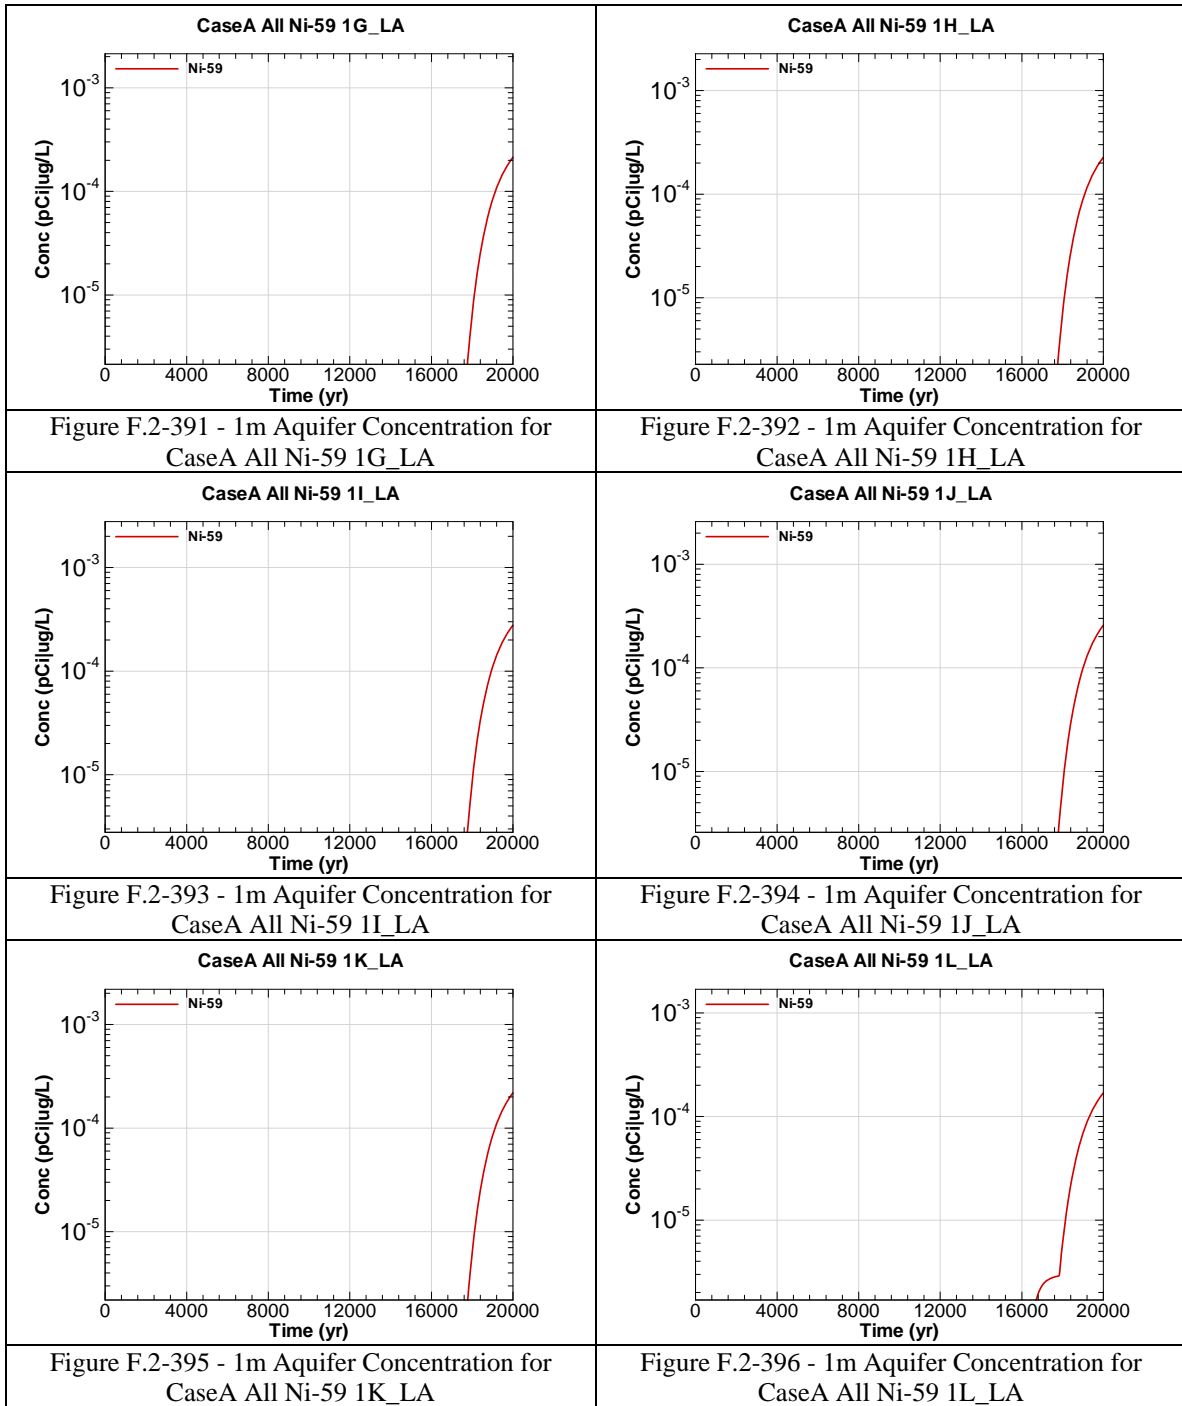 CaseA All Ni-59 1G_LA
Ni-59
10-3
10-4
10-5
Conc (pCi|ug/L)
0 4000 8000 12000 16000 20000
Time (yr)
Figure F.2-391 - 1m Aquifer Concentration for
CaseA All Ni-59 1G_LA
CaseA All Ni-59 1H_LA
Ni-59
10-3
10-4
10-5
Conc (pCi|ug/L)
0 4000 8000 12000 16000 20000
Time (yr)
Figure F.2-392 - 1m Aquifer Concentration for
CaseA All Ni-59 1H_LA
CaseA All Ni-59 1I_LA
Ni-59
10-3
10-4
10-5
Conc (pCi|ug/L)
0 4000 8000 12000 16000 20000
Time (yr)
Figure F.2-393 - 1m Aquifer Concentration for
CaseA All Ni-59 1I_LA
CaseA All Ni-59 1J_LA
Ni-59
10-3
10-4
10-5
Conc (pCi|ug/L)
0 4000 8000 12000 16000 20000
Time (yr)
Figure F.2-394 - 1m Aquifer Concentration for
CaseA All Ni-59 1J_LA
CaseA All Ni-59 1K_LA
Ni-59
10-3
10-4
10-5
Conc (pCi|ug/L)
0 4000 8000 12000 16000 20000
Time (yr)
Figure F.2-395 - 1m Aquifer Concentration for
CaseA All Ni-59 1K_LA
CaseA All Ni-59 1L_LA
Ni-59
10-3
10-4
10-5
Conc (pCi|ug/L)
0 4000 8000 12000 16000 20000
Time (yr)
Figure F.2-396 - 1m Aquifer Concentration for
CaseA All Ni-59 1L_LA